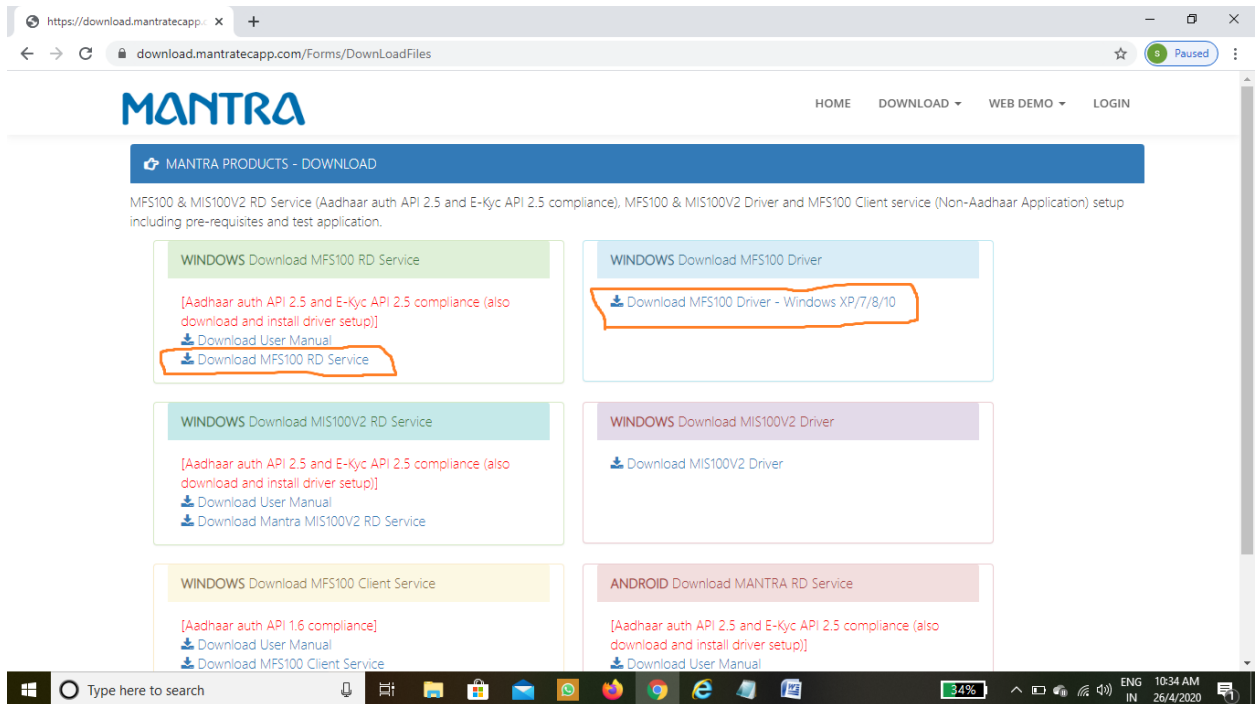 https://download.mantratecapp.c
download.mantratecapp.com/Forms/DownLoadFiles
s Paused
MANTRA
HOME DOWNLOAD WEB DEMO LOGIN
MANTRA PRODUCTS - DOWNLOAD
MFS100 & MIS100V2 RD Service (Aadhaar auth API 2.5 and E-Kyc API 2.5 compliance), MFS100 & MIS100V2 Driver and MFS100 Client service (Non-Aadhaar Application) setup
including pre-requisites and test application.
WINDOWS Download MFS100 RD Service
[Aadhaar auth API 2.5 and E-Kyc API 2.5 compliance (also
download and install driver setup)]
Download User Manual
Download MFS100 RD Service
WINDOWS Download MFS100 Driver
Download MFS100 Driver - Windows XP/7/8/10
WINDOWS Download MIS100V2 RD Service
[Aadhaar auth API 2.5 and E-Kyc API 2.5 compliance (also
download and install driver setup)]
Download User Manual
Download Mantra MIS100V2 RD Service
WINDOWS Download MIS100V2 Driver
Download MIS100V2 Driver
WINDOWS Download MFS100 Client Service
[Aadhaar auth API 1.6 compliance]
Download User Manual
Download MFS100 Client Service
ANDROID Download MANTRA RD Service
[Aadhaar auth API 2.5 and E-Kyc API 2.5 compliance (also
download and install driver setup)]
Download User Manual
Type here to search
34%
ENG
IN
10:34 AM
26/4/2020
1